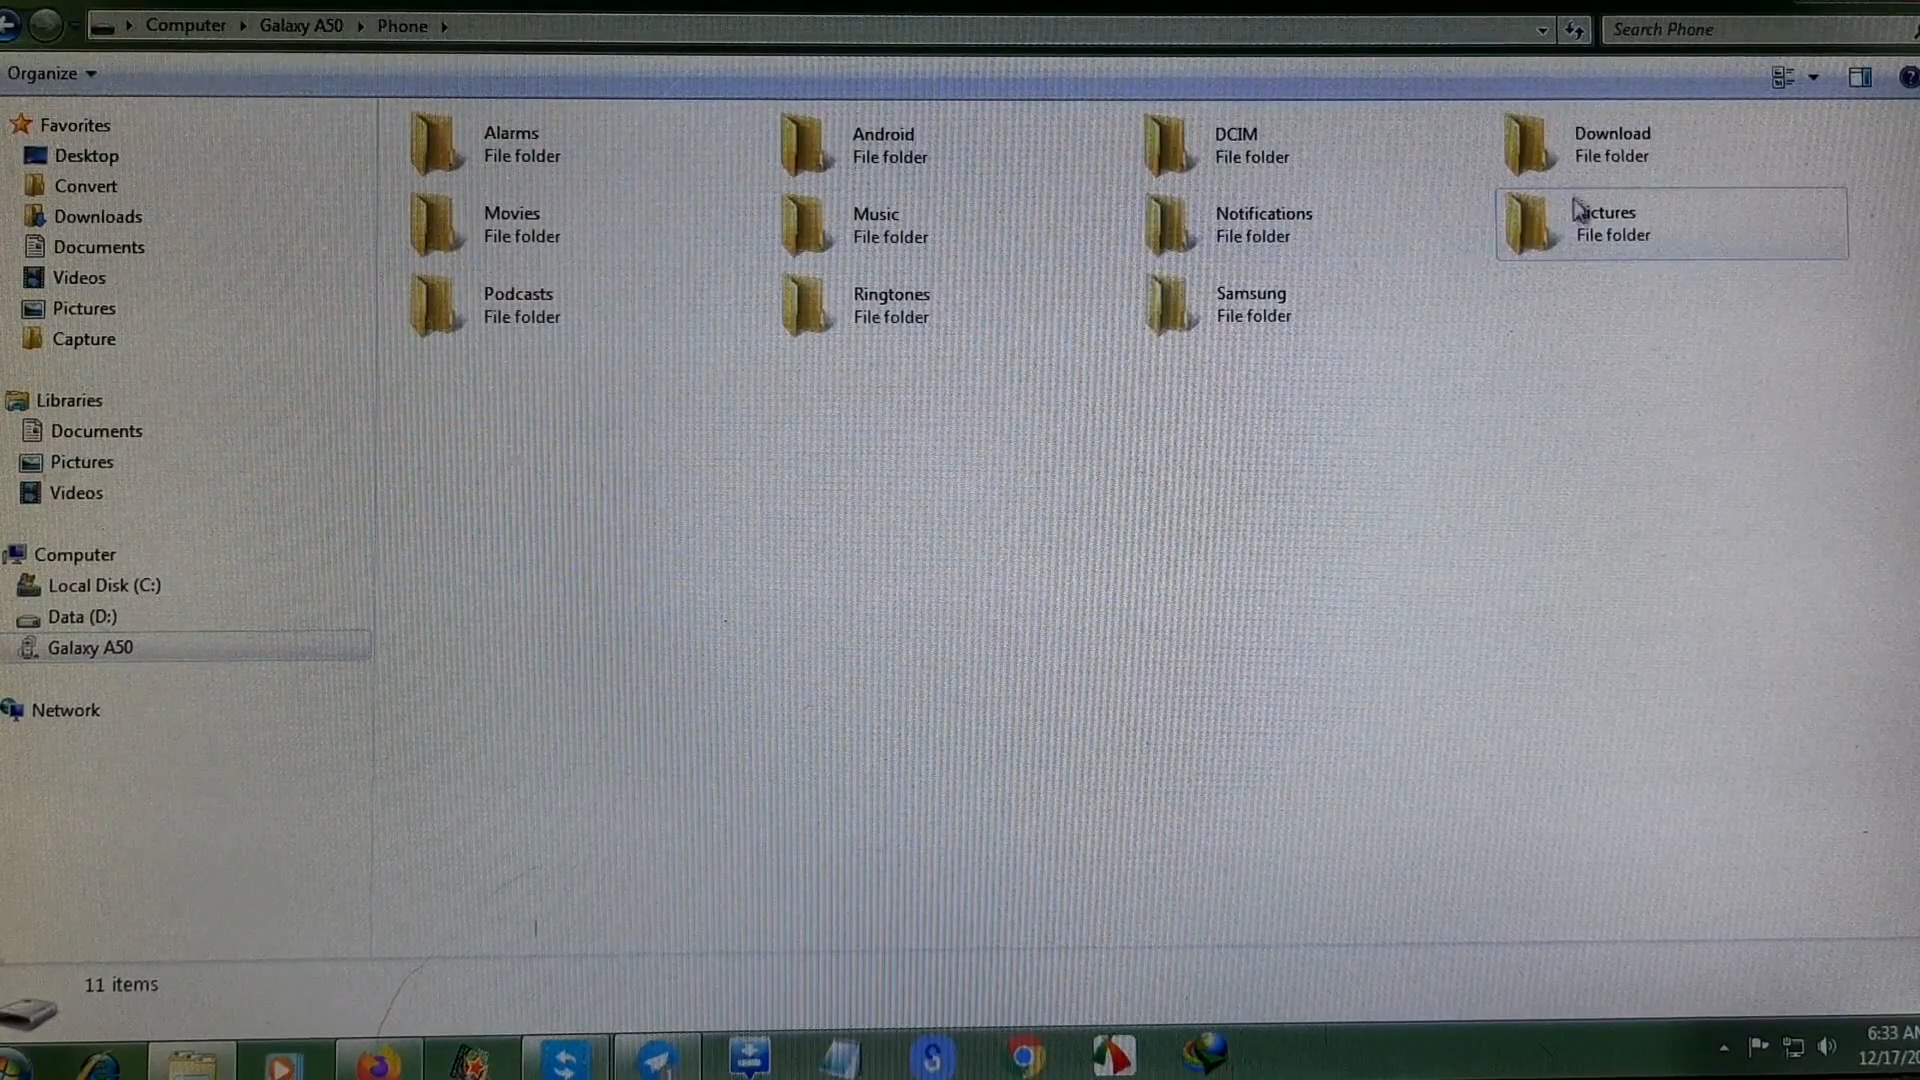 Computer Galaxy A50 Phone
Search Phone
Organize
Favorites
Desktop
Convert
Downloads
Documents
Videos
Pictures
Capture
Libraries
Documents
Pictures
Videos
Computer
Local Disk (C:)
Data (D:)
Galaxy A50
Network
Alarms
File folder
Android
File folder
DCIM
File folder
Download
File folder
Movies
File folder
Music
File folder
Notifications
File folder
ictures
File folder
Podcasts
File folder
Ringtones
File folder
Samsung
File folder
11 items
6:33 AM
12/17/20